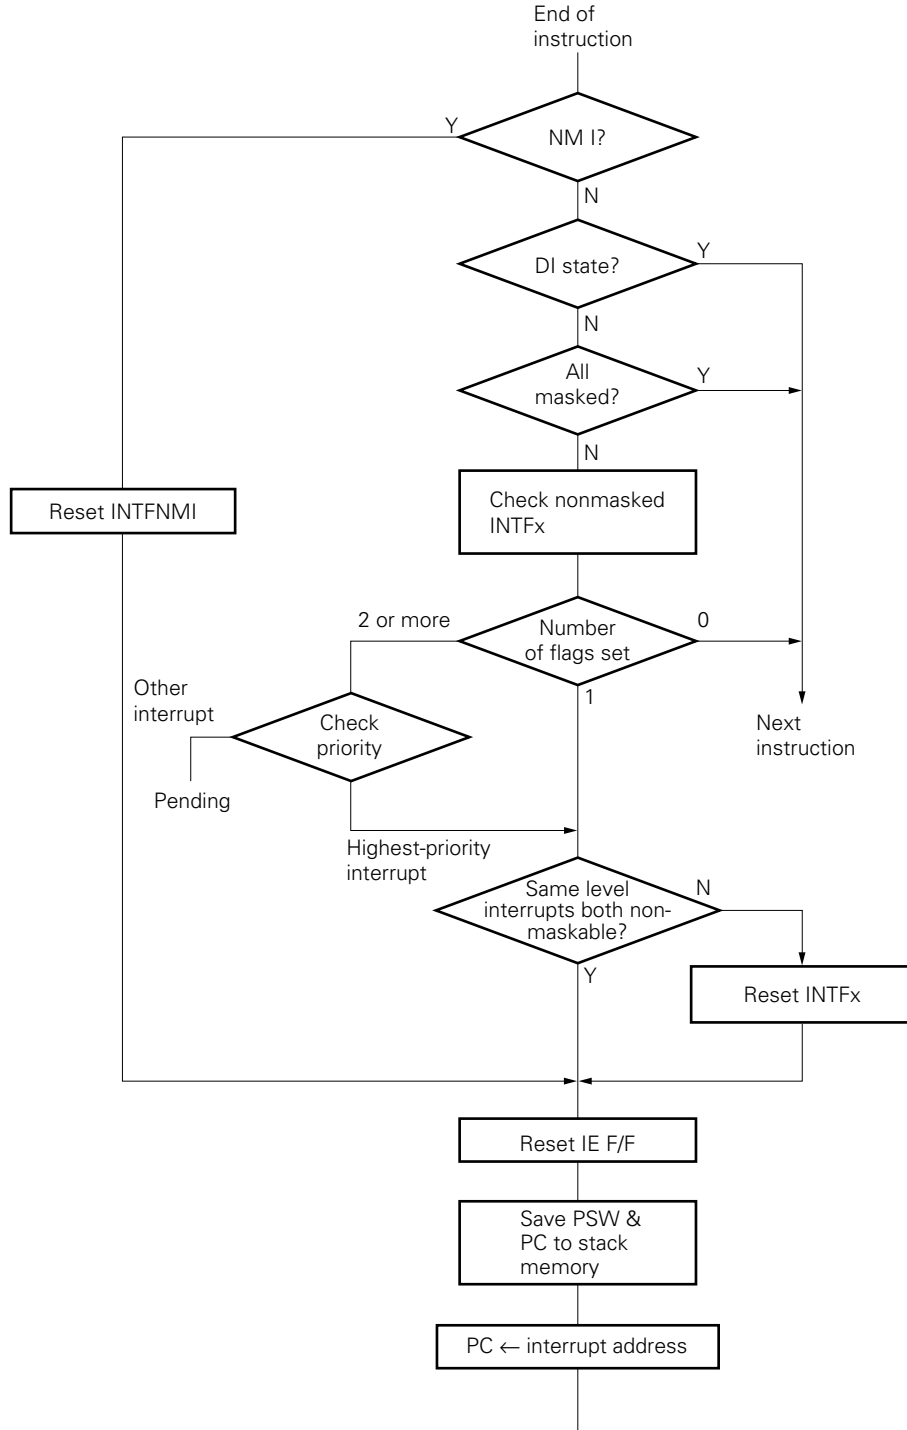 End of
instruction
Y
NM I?
N
DI state?
Y
N
All
masked?
Y
N
Reset INTFNMI
Check nonmasked
INTFx
2 or more
Number
of flags set
0
1
Other
interrupt
Check
priority
Next
instruction
Pending
Highest-priority
interrupt
Same level
interrupts both non-
maskable?
N
Y
Reset INTFx
Reset IE F/F
Save PSW &
PC to stack
memory
PC ← interrupt address